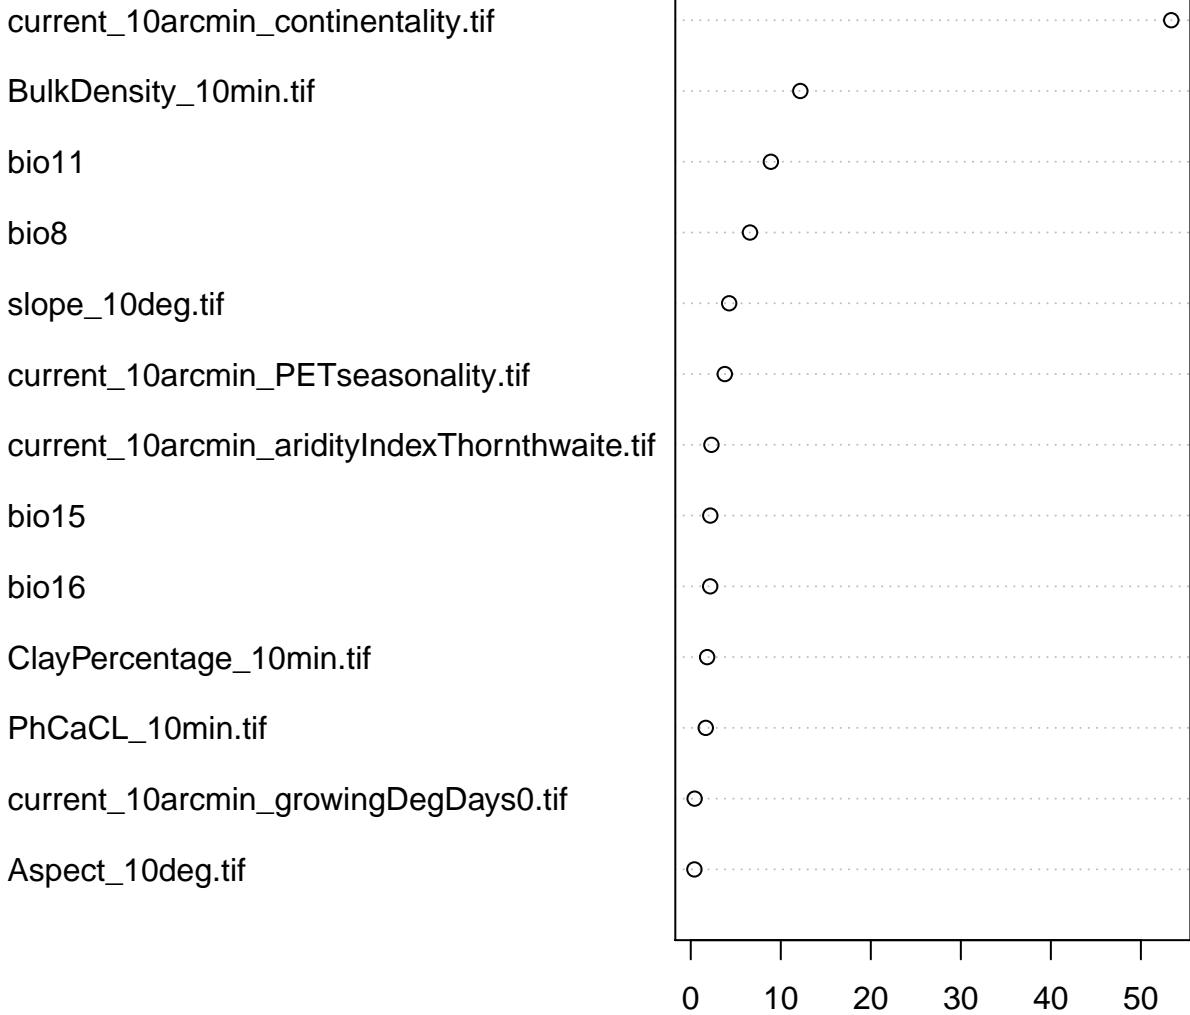 current_10arcmin_continentality.tif
BulkDensity_10min.tif
bio11
bio8
slope_10deg.tif
current_10arcmin_PETseasonality.tif
current_10arcmin_aridityIndexThornthwaite.tif
bio15
bio16
ClayPercentage_10min.tif
PhCaCL_10min.tif
current_10arcmin_growingDegDays0.tif
Aspect_10deg.tif
0 10 20 30 40 50